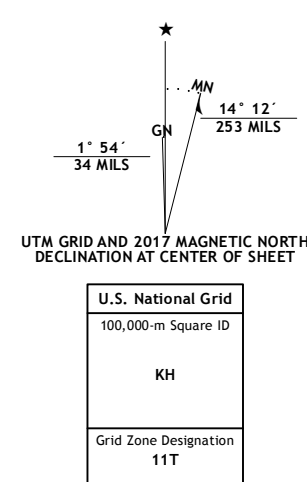 ★
MN
GN
14° 12´
253 MILS
1° 54´
34 MILS
UTM GRID AND 2017 MAGNETIC NORTH
DECLINATION AT CENTER OF SHEET
U.S. National Grid
100,000-m Square ID
KH
Grid Zone Designation
11T